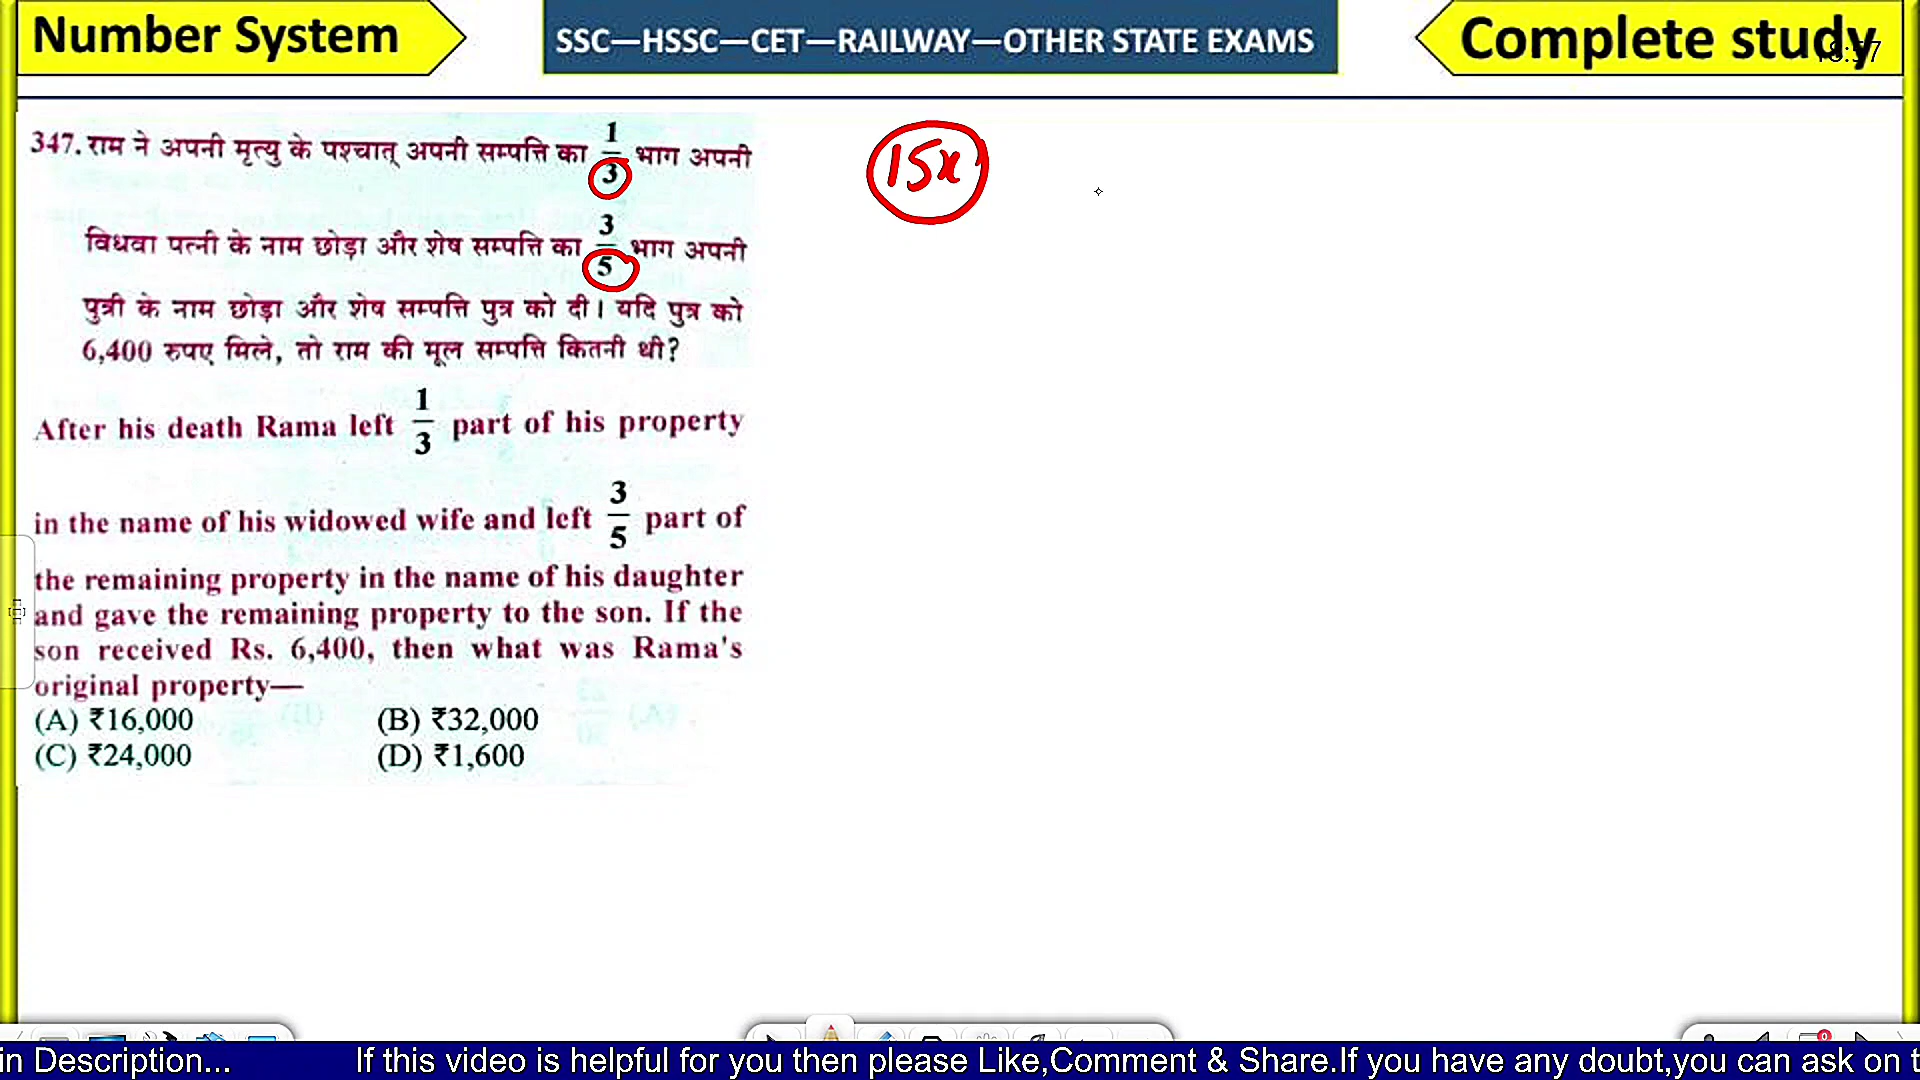 Number System
SSC—HSSC—CET—RAILWAY—OTHER STATE EXAMS
Complete study
18:57
347. राम ने अपनी मृत्यु के पश्चात् अपनी सम्पत्ति का 1/3 भाग अपनी
विधवा पत्नी के नाम छोड़ा और शेष सम्पत्ति का 3/5 भाग अपनी
पुत्री के नाम छोड़ा और शेष सम्पत्ति पुत्र को दी। यदि पुत्र को
6,400 रुपए मिले, तो राम की मूल सम्पत्ति कितनी थी?
After his death Rama left 1/3 part of his property
in the name of his widowed wife and left 3/5 part of
the remaining property in the name of his daughter
and gave the remaining property to the son. If the
son received Rs. 6,400, then what was Rama's
original property—
(A) ₹16,000 (B) ₹32,000
(C) ₹24,000 (D) ₹1,600
15x
in Description... If this video is helpful for you then please Like,Comment & Share.If you have any doubt,you can ask on t